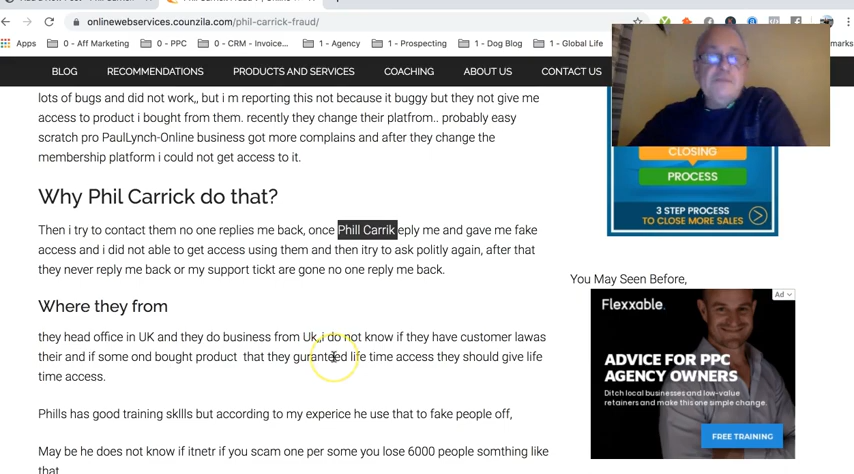 Phil Carrick Fraud
onlinewebservices.counzila.com/phil-carrick-fraud/
Apps
0 - Aff Marketing
0 - PPC
0 - CRM - Invoice...
1 - Agency
1 - Prospecting
1 - Dog Blog
1 - Global Life
BLOG
RECOMMENDATIONS
PRODUCTS AND SERVICES
COACHING
ABOUT US
CONTACT US
lots of bugs and did not work,, but i m reporting this not because it buggy but they not give me
access to product i bought from them. recently they change their platfrom.. probably easy
scratch pro PaulLynch-Online business got more complains and after they change the
membership platform i could not get access to it.
Why Phil Carrick do that?
Then i try to contact them no one replies me back, once Phill Carrik eply me and gave me fake
access and i did not able to get access using them and then itry to ask politly again, after that
they never reply me back or my support tickt are gone no one reply me back.
Where they from
they head office in UK and they do business from Uk,,i do not know if they have customer lawas
their and if some ond bought product that they guranteed life time access they should give life
time access.
Phills has good training skllls but according to my experice he use that to fake people off,
May be he does not know if itnetr if you scam one per some you lose 6000 people somthing like
that
CLOSING
PROCESS
3 STEP PROCESS
TO CLOSE MORE SALES
You May Seen Before,
Ad
Flexxable.
ADVICE FOR PPC
AGENCY OWNERS
Ditch local businesses and low-value
retainers and make this one simple change.
FREE TRAINING